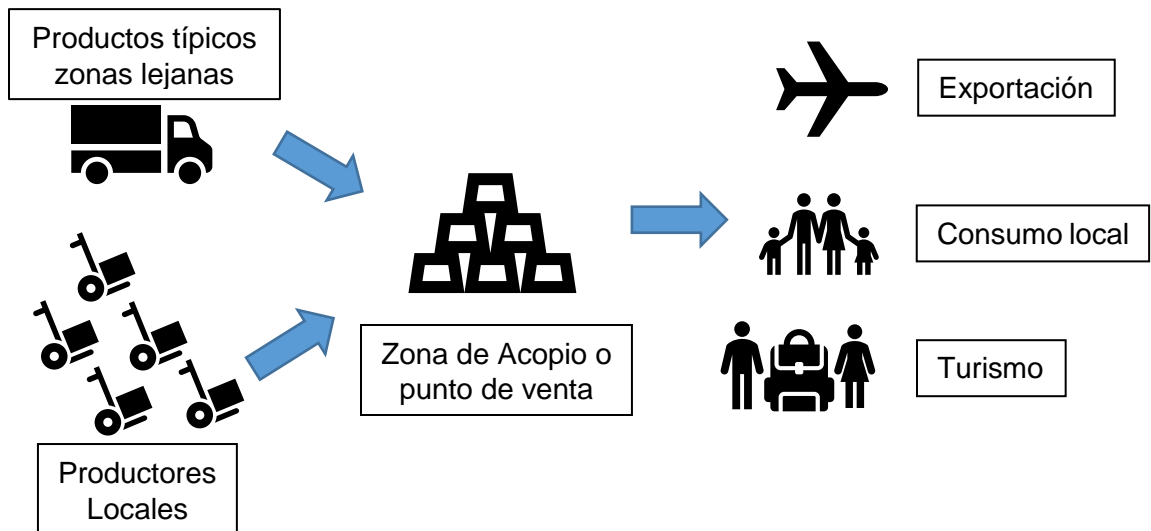 Productos típicos
zonas lejanas
Exportación
Consumo local
Zona de Acopio o
punto de venta
Turismo
Productores
Locales